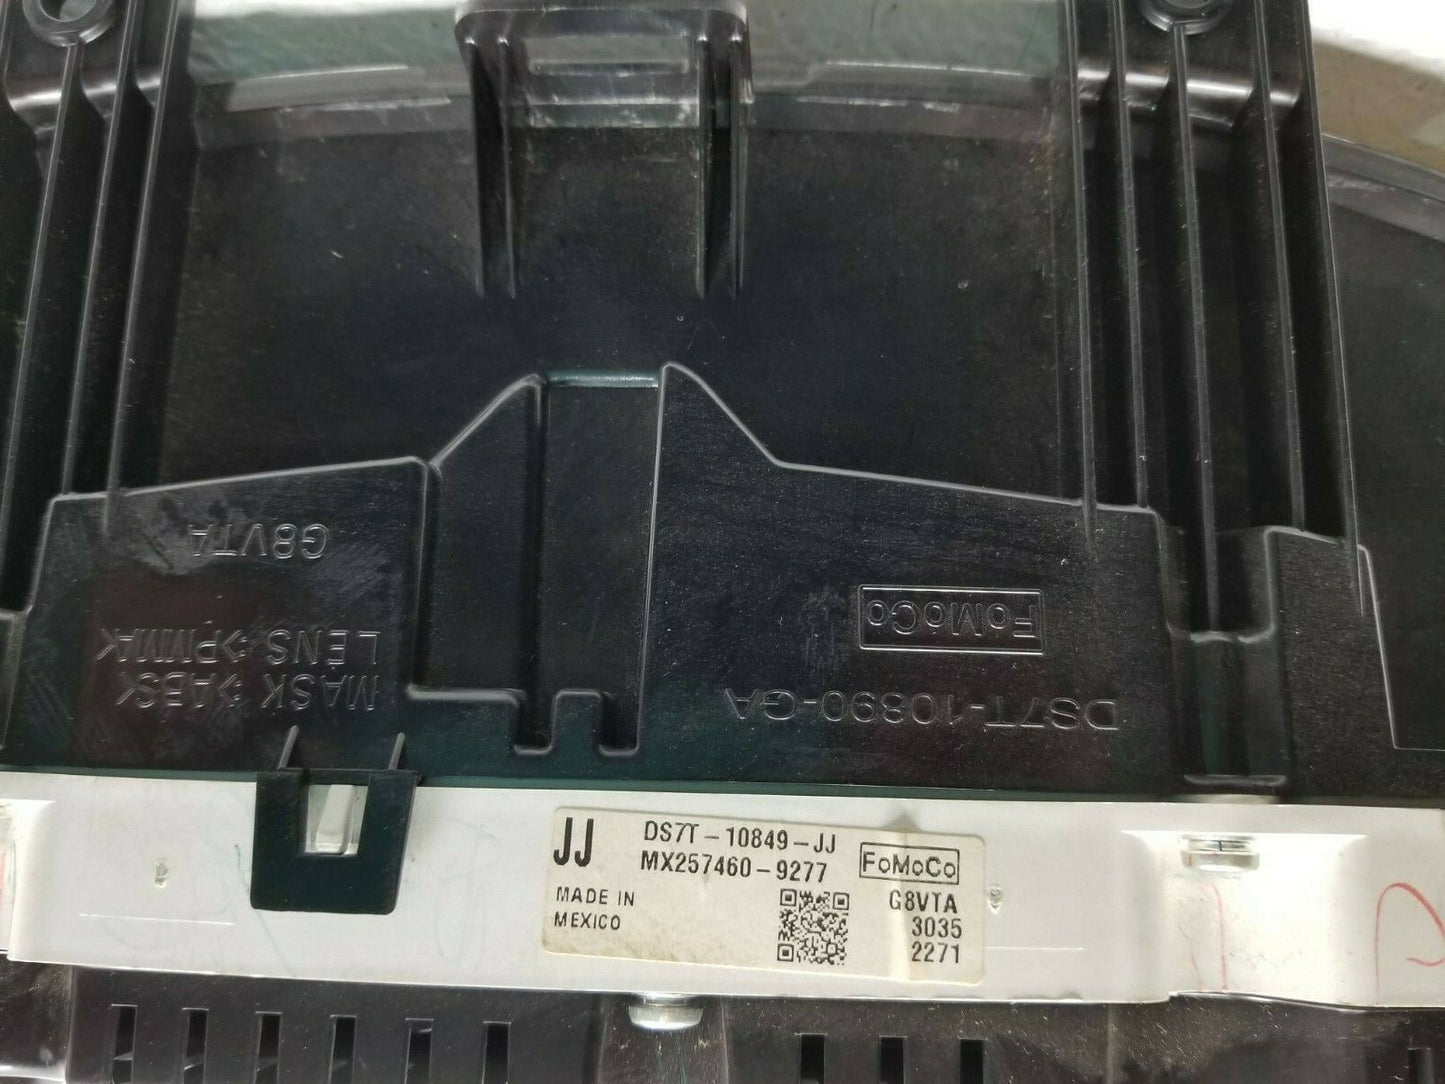 G8VTA
MASK >ABS<
LENS >PMMA<
FoMoCo
DS7T-10890-GA
JJ
DS7T-10849-JJ
MX257460-9277
FoMoCo
MADE IN
MEXICO
G8VTA
3035
2271